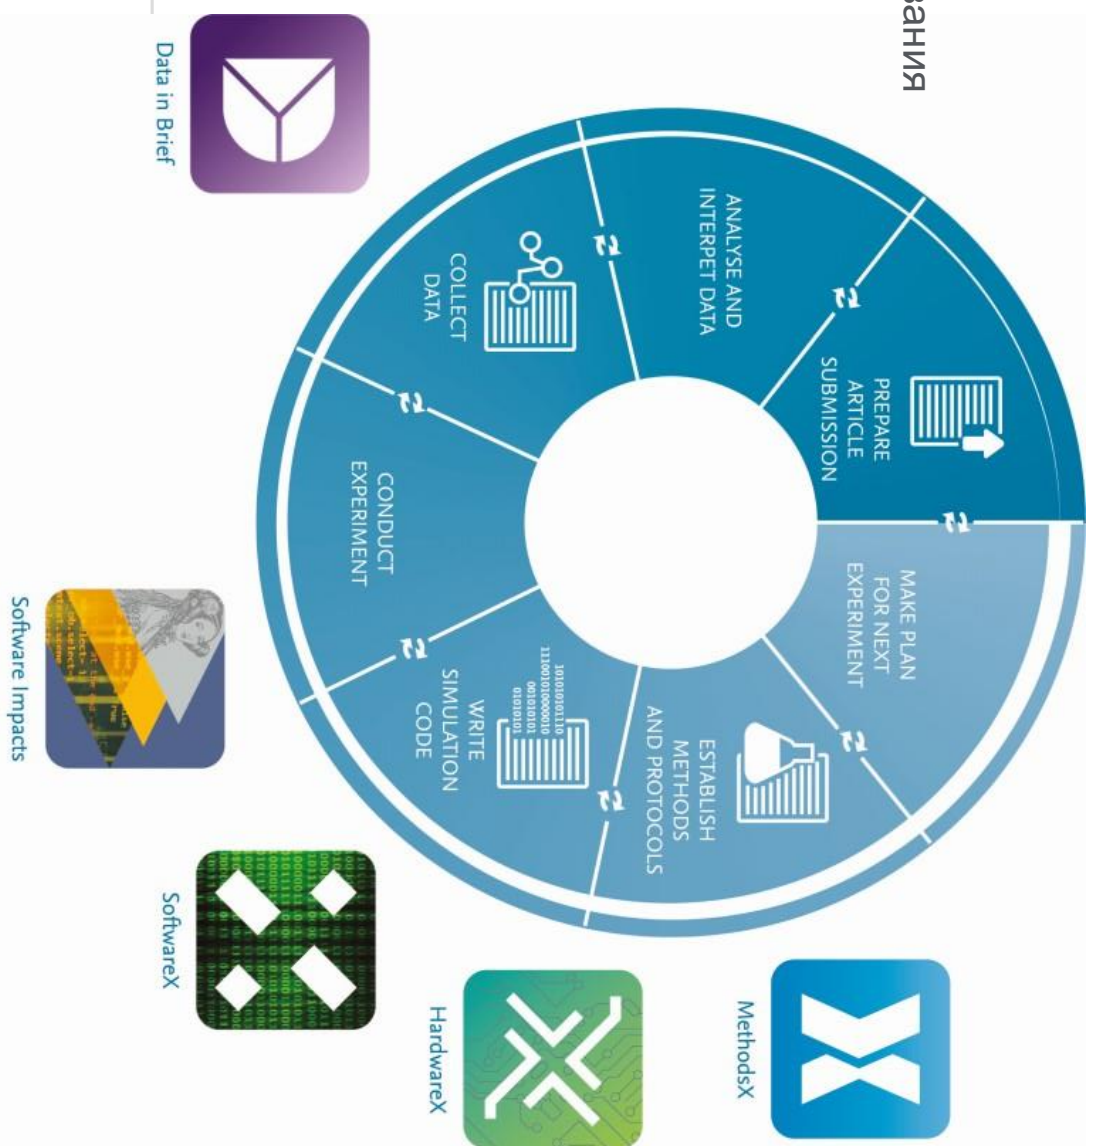 вания
MAKE PLAN
FOR NEXT
EXPERIMENT
ESTABLISH
METHODS
AND PROTOCOLS
WRITE
SIMULATION
CODE
CONDUCT
EXPERIMENT
COLLECT
DATA
ANALYSE AND
INTERPET DATA
PREPARE
ARTICLE
SUBMISSION
MethodsX
HardwareX
SoftwareX
Software Impacts
Data in Brief